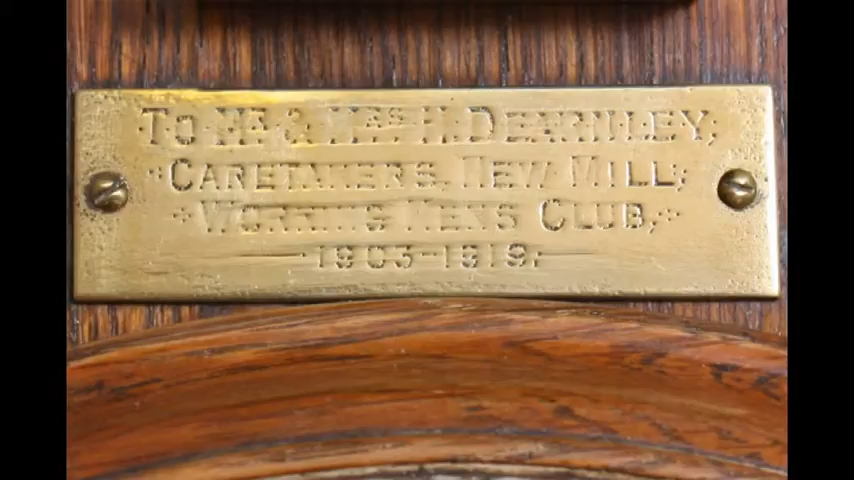 To Mr & Mrs H. Dearnley,
Caretakers, New Mill,
Working Mens Club,
1903-1919.